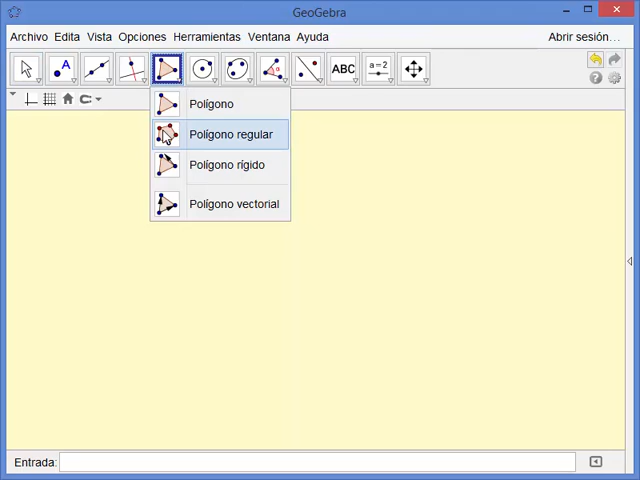 GeoGebra
Archivo Edita Vista Opciones Herramientas Ventana Ayuda Abrir sesión...
A ABC a=2
Polígono
Polígono regular
Polígono rígido
Polígono vectorial
Entrada: